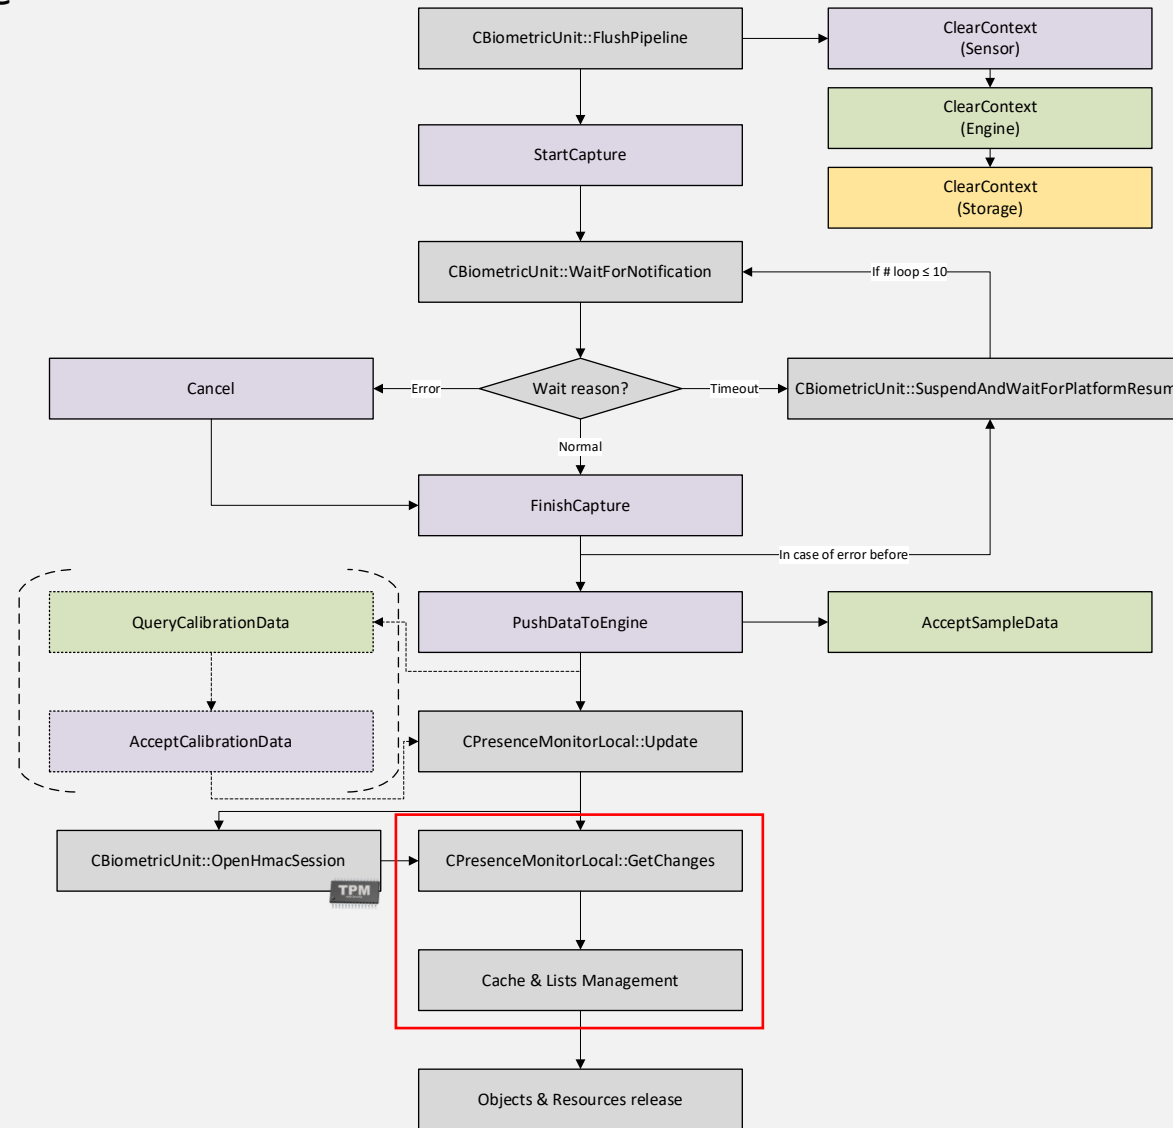 CBiometricUnit::FlushPipeline
ClearContext
(Sensor)
ClearContext
(Engine)
StartCapture
ClearContext
(Storage)
CBiometricUnit::WaitForNotification
If # loop ≤ 10
Cancel
Error
Wait reason?
Timeout
CBiometricUnit::SuspendAndWaitForPlatformResum
Normal
FinishCapture
In case of error before
QueryCalibrationData
PushDataToEngine
AcceptSampleData
AcceptCalibrationData
CPresenceMonitorLocal::Update
CBiometricUnit::OpenHmacSession
TPM
CPresenceMonitorLocal::GetChanges
Cache & Lists Management
Objects & Resources release